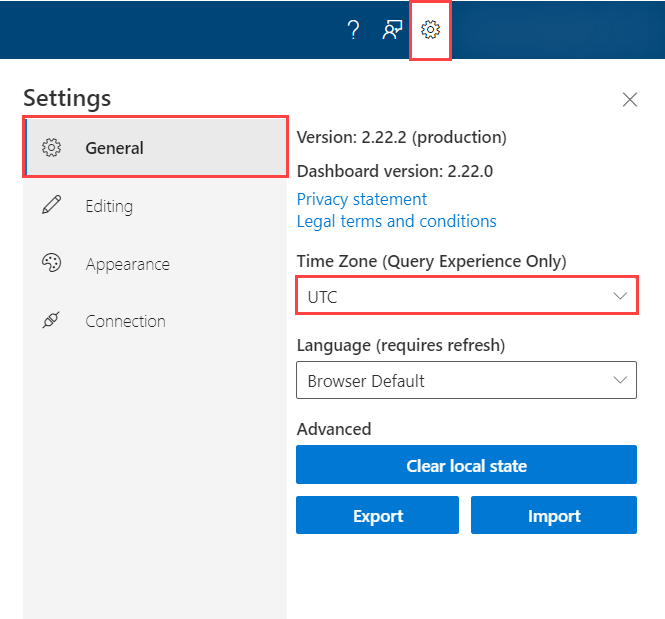 ?
Settings
General
Editing
Appearance
Connection
Version: 2.22.2 (production)
Dashboard version: 2.22.0
Privacy statement
Legal terms and conditions
Time Zone (Query Experience Only)
UTC
Language (requires refresh)
Browser Default
Advanced
Clear local state
Export
Import